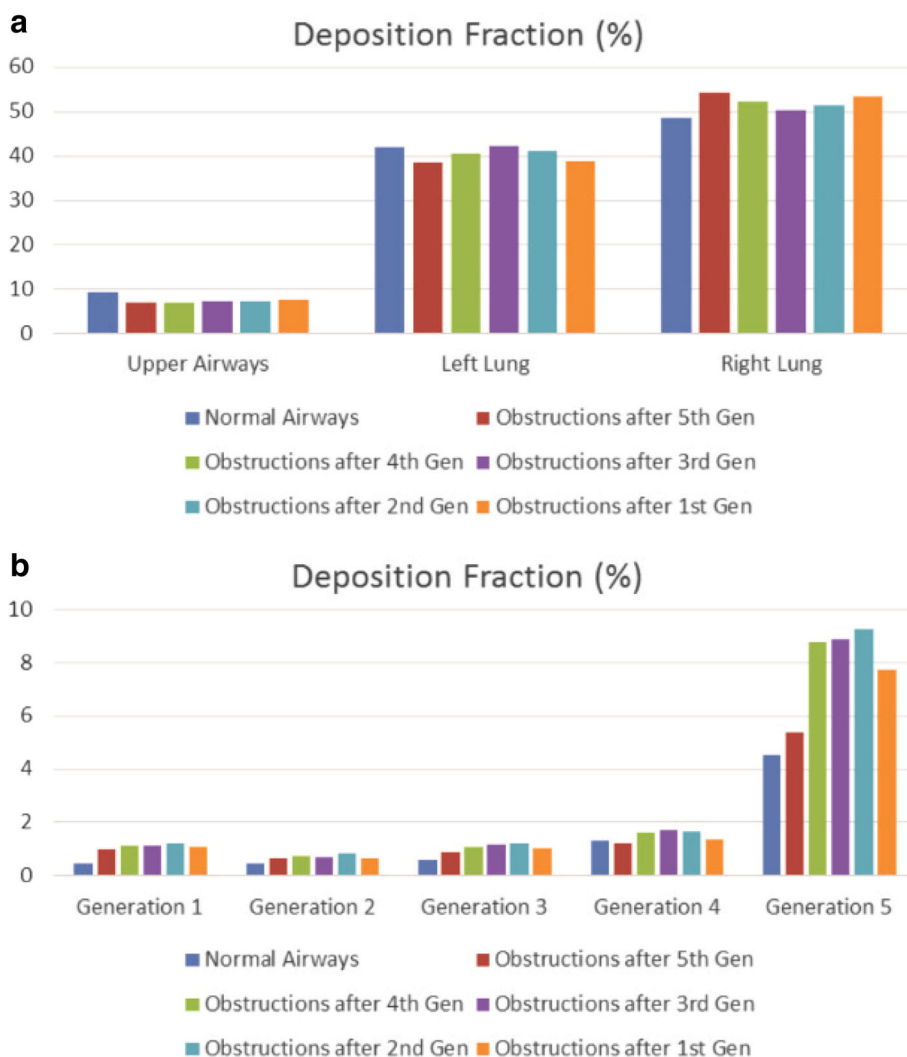 a
Deposition Fraction (%)
60
50
40
30
20
10
0
Upper Airways Left Lung Right Lung
Normal Airways Obstructions after 5th Gen
Obstructions after 4th Gen Obstructions after 3rd Gen
Obstructions after 2nd Gen Obstructions after 1st Gen
b
Deposition Fraction (%)
10
8
6
4
2
0
Generation 1 Generation 2 Generation 3 Generation 4 Generation 5
Normal Airways Obstructions after 5th Gen
Obstructions after 4th Gen Obstructions after 3rd Gen
Obstructions after 2nd Gen Obstructions after 1st Gen